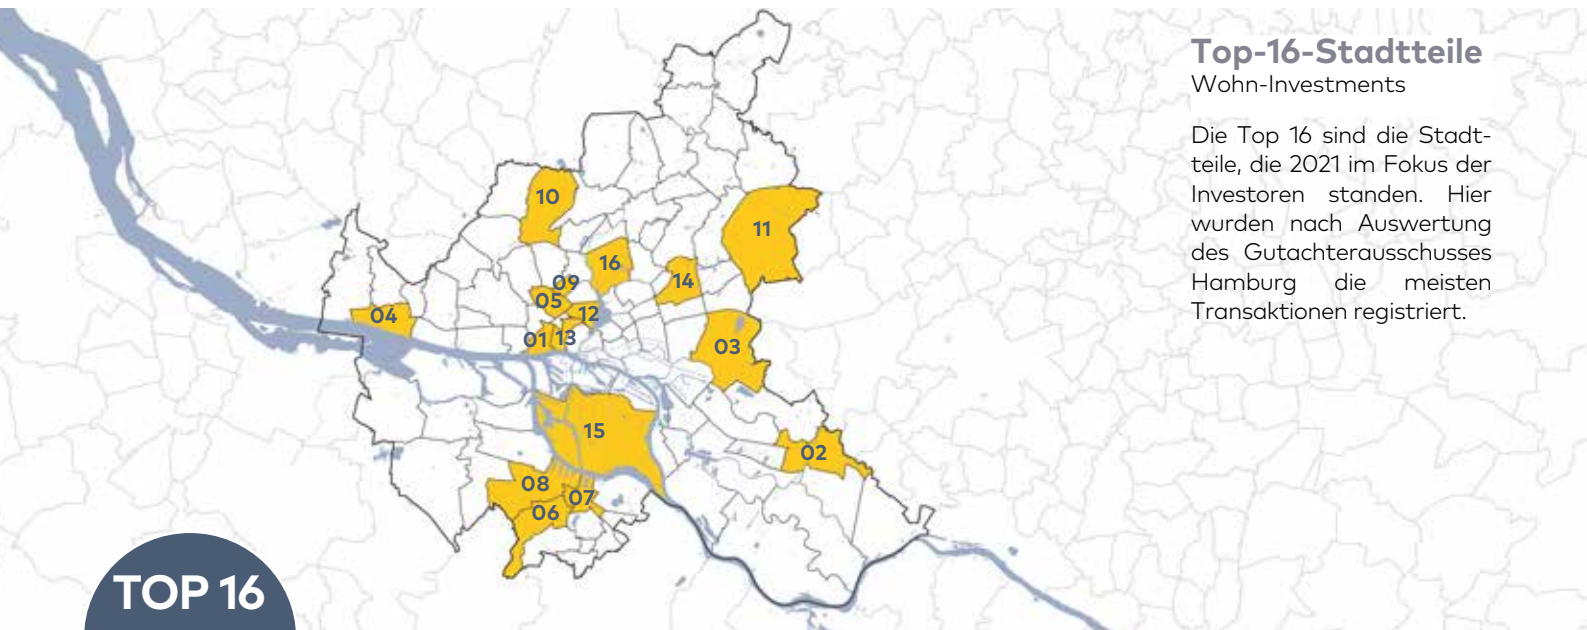 Top-16-Stadtteile
Wohn-Investments
Die Top 16 sind die Stadt-
teile, die 2021 im Fokus der
Investoren standen. Hier
wurden nach Auswertung
des Gutachterausschusses
Hamburg die meisten
Transaktionen registriert.
10
11
16
14
09
05
12
04
01 13
03
15
02
08
07
06
TOP 16